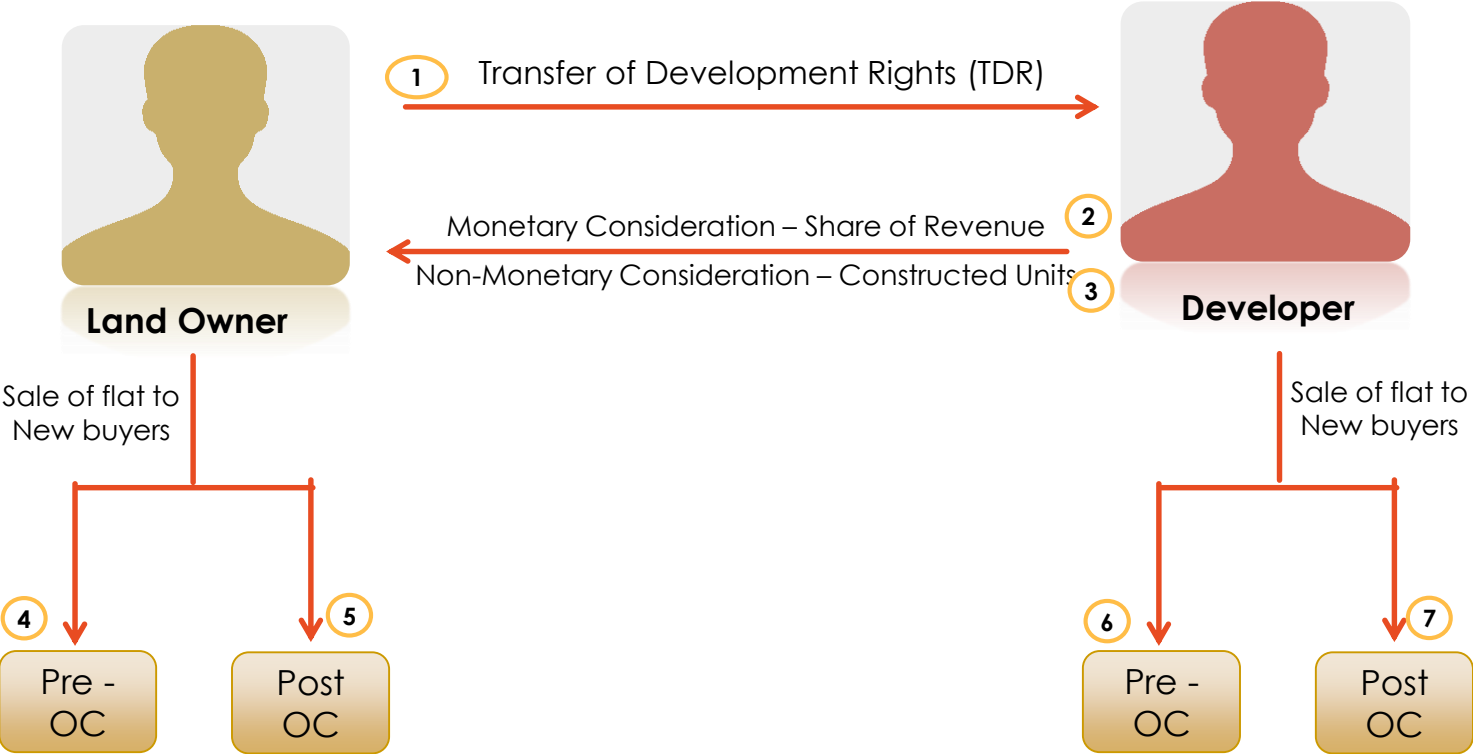 1
Transfer of Development Rights (TDR)
Monetary Consideration – Share of Revenue
2
Non-Monetary Consideration – Constructed Units
3
Land Owner
Developer
Sale of flat to
New buyers
Sale of flat to
New buyers
4
5
6
7
Pre -
OC
Post
OC
Pre -
OC
Post
OC